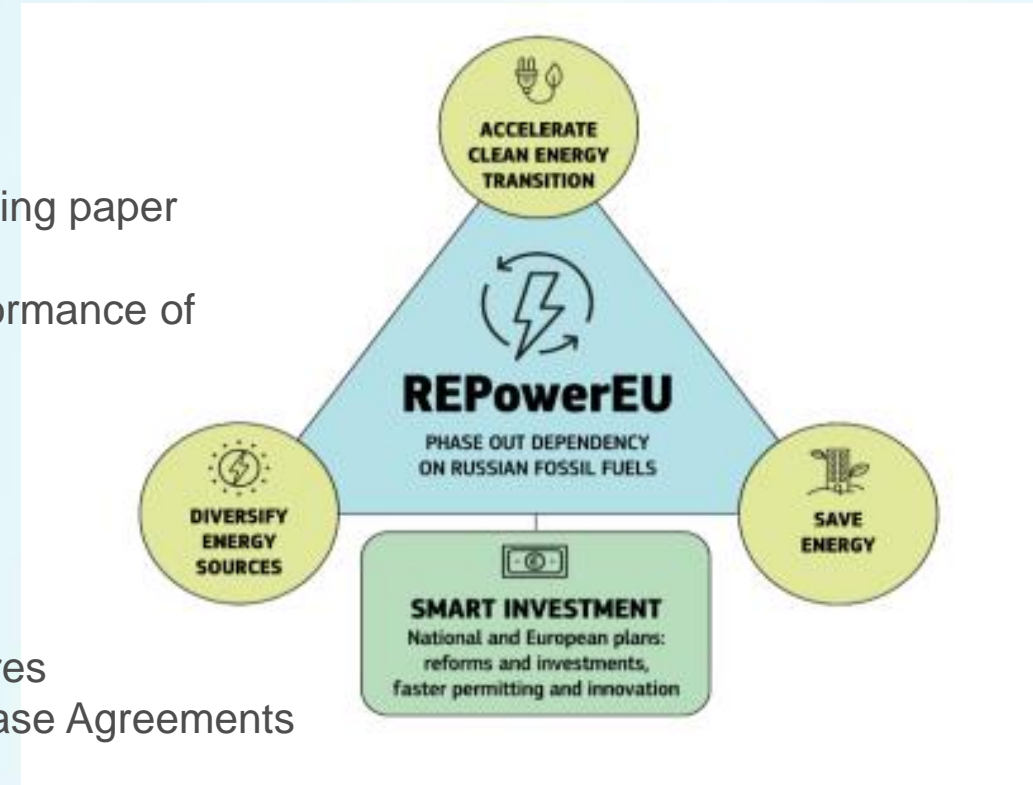 ACCELERATE
CLEAN ENERGY
TRANSITION
ing paper
ormance of
REPowerEU
PHASE OUT DEPENDENCY
ON RUSSIAN FOSSIL FUELS
DIVERSIFY
ENERGY
SOURCES
SAVE
ENERGY
SMART INVESTMENT
National and European plans:
reforms and investments,
faster permitting and innovation
res
ase Agreements